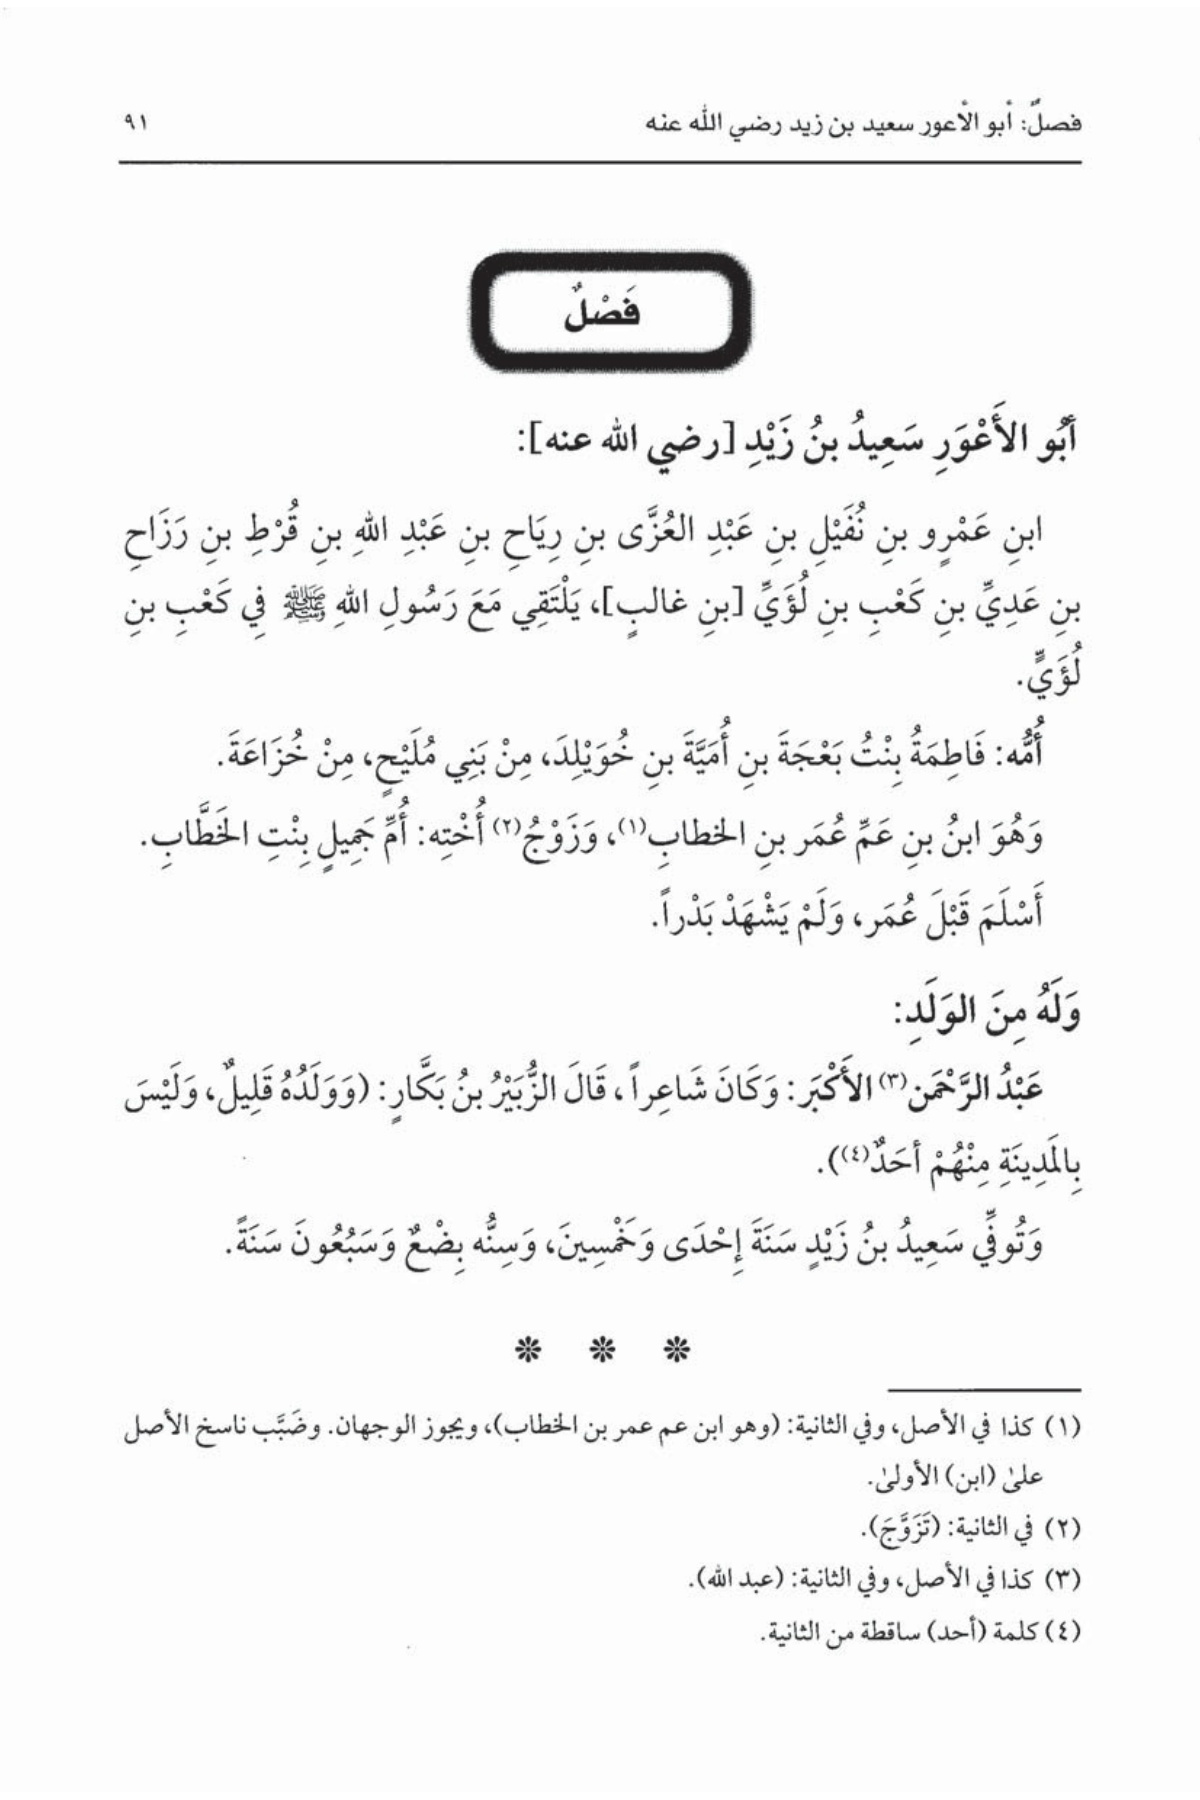 فصلٌ: أبو الأعور سعيد بن زيد رضي الله عنه
٩١
فَصْلٌ
أَبُو الأَعْوَرِ سَعِيدُ بنُ زَيْدِ [رضي الله عنه]:
ابنِ عَمْرِو بنِ نُفَيْلِ بنِ عَبْدِ العُزَّى بنِ رِيَاحِ بنِ عَبْدِ اللهِ بنِ قُرْطِ بنِ رَزَاحِ
بنِ عَدِيِّ بنِ كَعْبِ بنِ لُؤَيِّ [بنِ غالبٍ]، يَلْتَقِي مَعَ رَسُولِ اللهِ ﷺ فِي كَعْبِ بنِ
لُؤَيٍّ.
أُمُّه: فَاطِمَةُ بِنْتُ بَعْجَةَ بنِ أُمَيَّةَ بنِ خُوَيْلِدَ، مِنْ بَنِي مُلَيْحٍ، مِنْ خُزَاعَةَ.
وَهُوَ ابنُ بنِ عَمِّ عُمَر بنِ الخطابِ(١)، وَزَوْجُ(٢) أُخْتِه: أُمِّ جَمِيلٍ بِنْتِ الخَطَّابِ.
أَسْلَمَ قَبْلَ عُمَر، وَلَمْ يَشْهَدْ بَدْراً.
وَلَهُ مِنَ الوَلَدِ:
عَبْدُ الرَّحْمَن(٣) الأَكْبَر: وَكَانَ شَاعِراً، قَالَ الزُّبَيْرُ بنُ بَكَّارٍ: (وَوَلَدُهُ قَلِيلٌ، وَلَيْسَ
بِالمَدِينَةِ مِنْهُمْ أحَدٌ(٤)).
وَتُوفِّي سَعِيدُ بنُ زَيْدٍ سَنَةَ إِحْدَى وَخَمْسِينَ، وَسِنُّه بِضْعٌ وَسَبْعُونَ سَنَةً.
(١) كذا في الأصل، وفي الثانية: (وهو ابن عم عمر بن الخطاب)، ويجوز الوجهان. وضَبَّب ناسخ الأصل
علىٰ (ابن) الأولىٰ.
(٢) في الثانية: (تَزَوَّجَ).
(٣) كذا في الأصل، وفي الثانية: (عبد الله).
(٤) كلمة (أحد) ساقطة من الثانية.